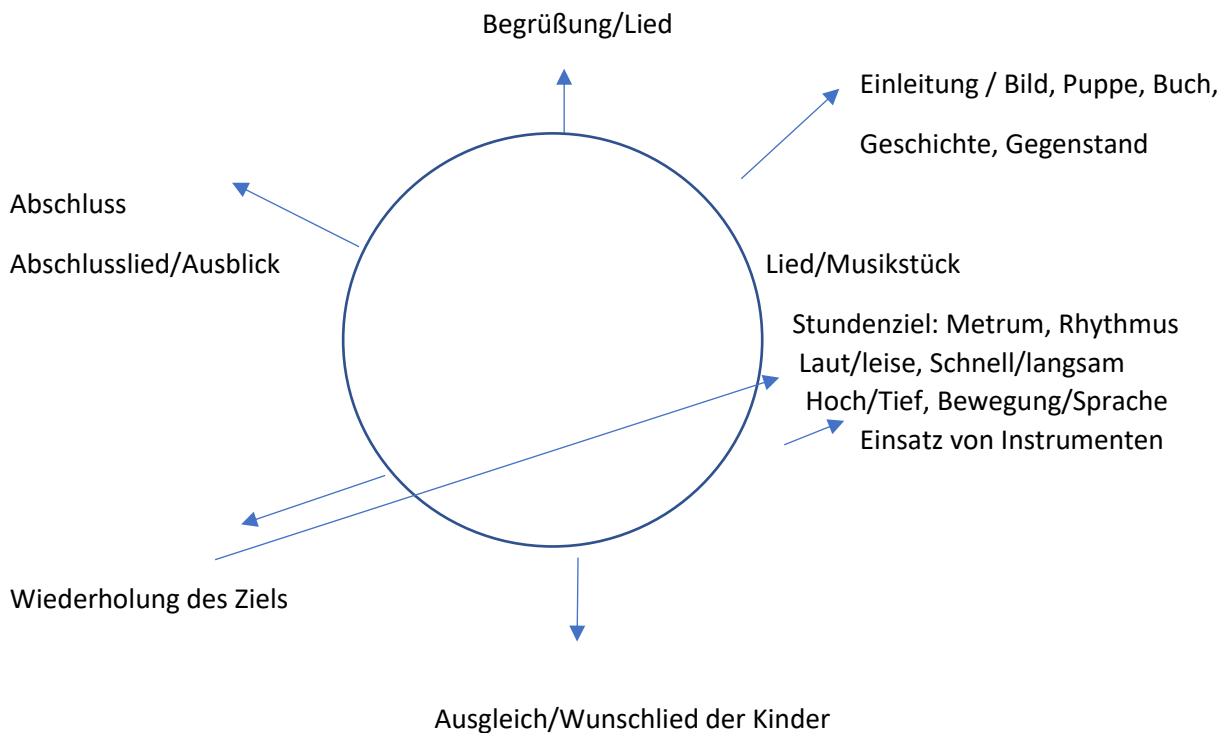 Begrüßung/Lied
Einleitung / Bild, Puppe, Buch,
Geschichte, Gegenstand
Abschluss
Abschlusslied/Ausblick
Lied/Musikstück
Stundenziel: Metrum, Rhythmus
Laut/leise, Schnell/langsam
Hoch/Tief, Bewegung/Sprache
Einsatz von Instrumenten
Wiederholung des Ziels
Ausgleich/Wunschlied der Kinder